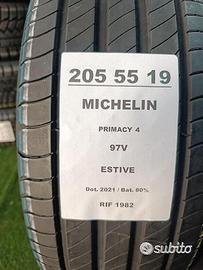 205 55 19
MICHELIN
PRIMACY 4
97V
ESTIVE
Dot. 2021 / Bat. 80%
RIF 1982
subito